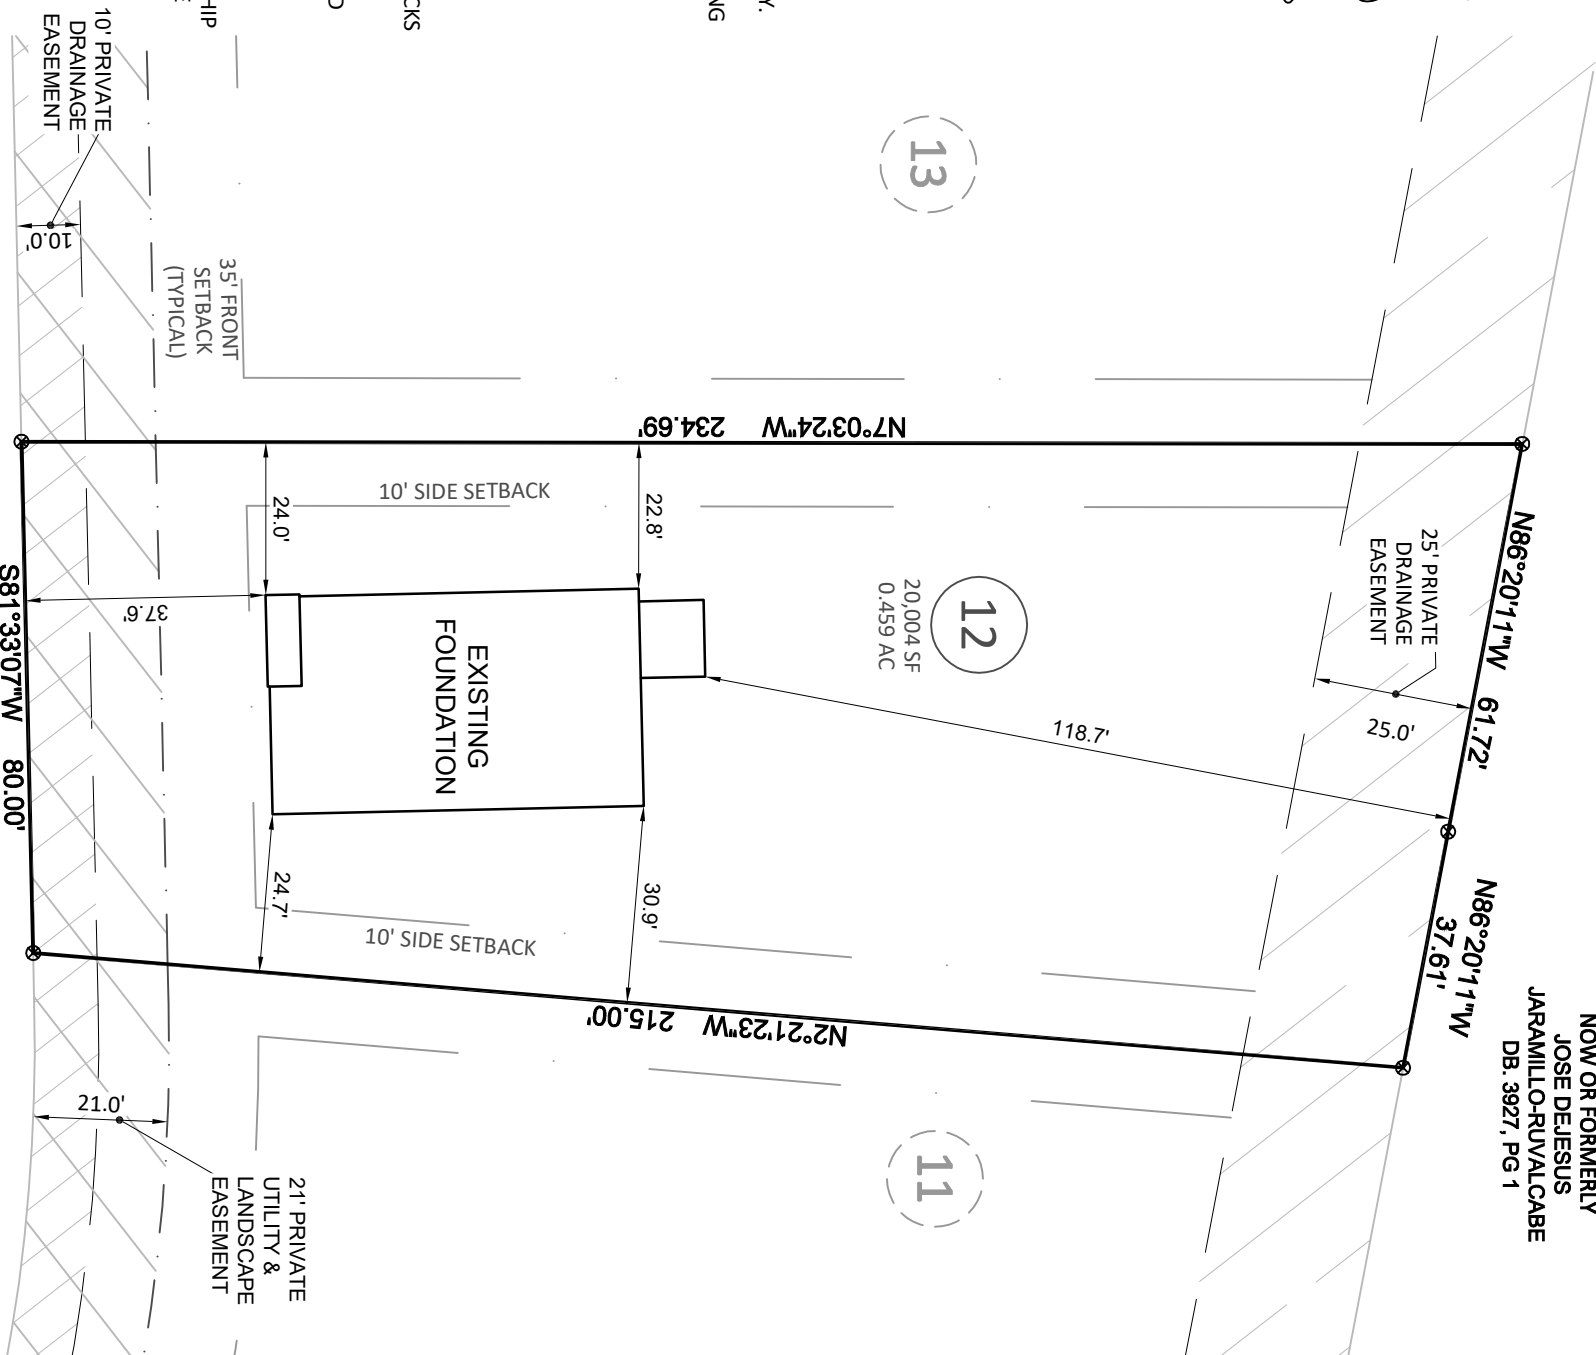 NOW OR FORMERLY
JOSE DEJESUS
JARAMILLO-RUVALCABE
DB. 3927, PG 1
N86°20'11"W 61.72'
N86°20'11"W
37.61'
25' PRIVATE
DRAINAGE
EASEMENT
25.0'
118.7'
13
12
20,004 SF
0.459 AC
11
N7°03'24"W 234.69'
N2°21'23"W 215.00'
22.8'
30.9'
10' SIDE SETBACK
10' SIDE SETBACK
EXISTING
FOUNDATION
24.0'
24.7'
37.6'
35' FRONT
SETBACK
(TYPICAL)
21' PRIVATE
UTILITY &
LANDSCAPE
EASEMENT
21.0'
10' PRIVATE
DRAINAGE
EASEMENT
10.0'
S81°33'07"W 80.00'
Y.
NG
CKS
D
HIP